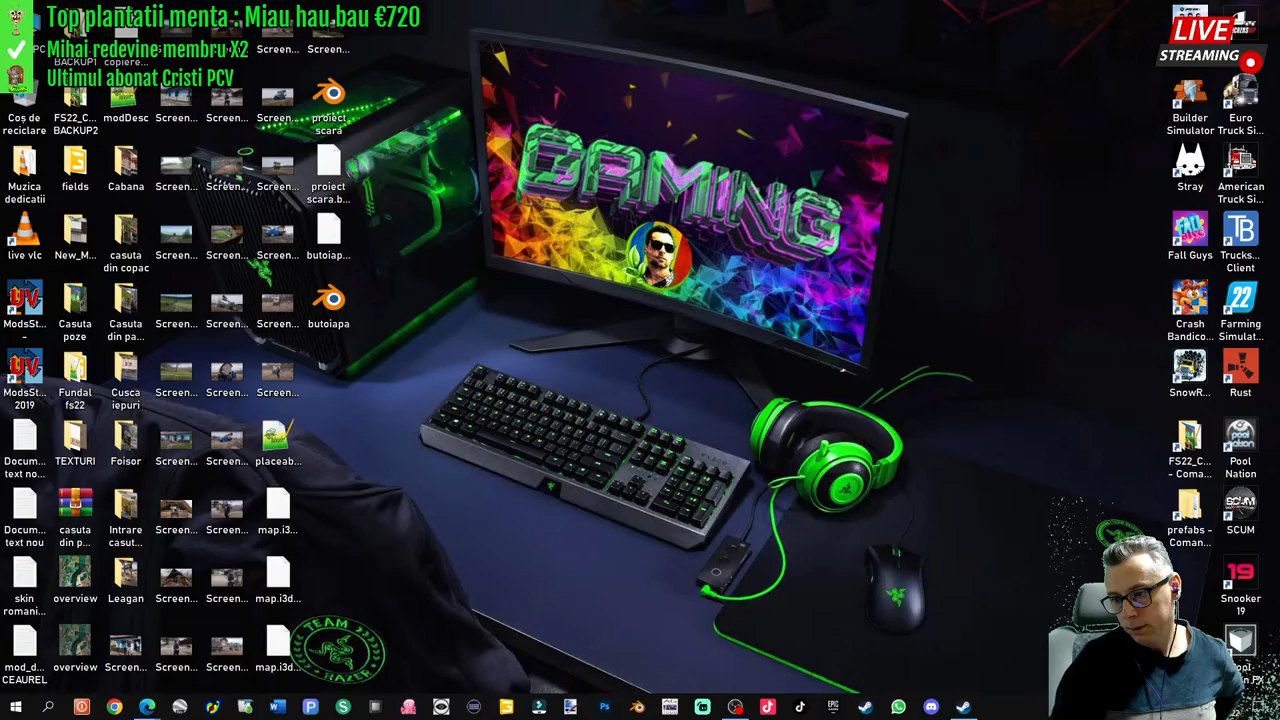 Top plantatii menta : Miau hau bau €720
Mihai redevine membru X2
Ultimul abonat Cristi PCV
LIVE
STREAMING
GAMING
BACKUP1
copiere...
Screen...
Screen...
Screen...
Coș de reciclare
FS22_C... BACKUP2
modDesc
Screen...
Screen...
Screen...
proiect scara
Builder Simulator
Euro Truck Si...
Muzica dedicatii
fields
Cabana
Screen...
Screen...
Screen...
proiect scara.b...
Stray
American Truck Si...
live vlc
New_M...
casuta din copac
Screen...
Screen...
Screen...
butoiap...
Fall Guys
Trucks... Client
ModsSt... -
Casuta poze
Casuta din pa...
Screen...
Screen...
Screen...
butoiapa
Crash Bandico...
Farming Simulat...
ModsSt... 2019
Fundal fs22
Cusca iepuri
Screen...
Screen...
Screen...
SnowR...
Rust
Docum... text no...
TEXTURI
Foisor
Screen...
Screen...
placeab...
FS22_C... - Coma...
Pool Nation
Docum... text nou
casuta din p...
Intrare casut...
Screen...
Screen...
map.i3...
prefabs - Coman...
SCUM
skin romani...
overview
Leagan
Screen...
Screen...
map.i3d...
Snooker 19
mod_d... CEAUREL
overview
Screen...
Screen...
Screen...
map.i3d...
TEAM RAZER